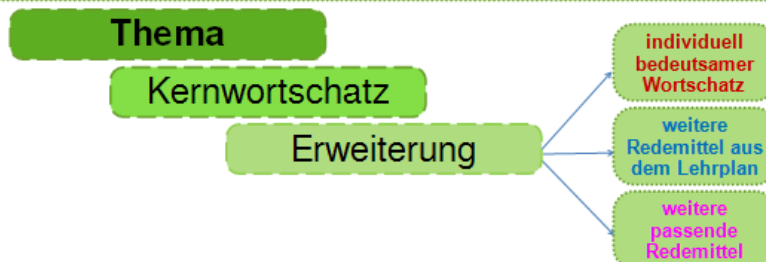 Thema
Kernwortschatz
Erweiterung
individuell
bedeutsamer
Wortschatz
weitere
Redemittel aus
dem Lehrplan
weitere
passende
Redemittel